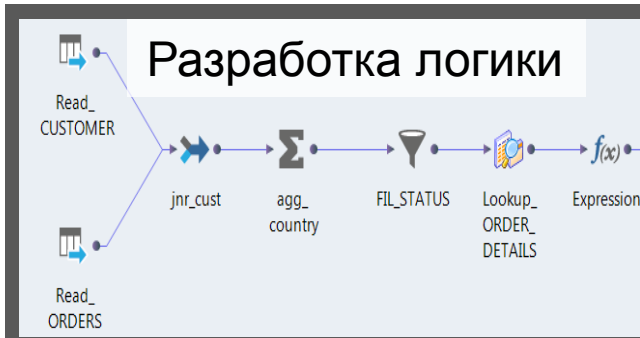 Разработка логики
Read_
CUSTOMER
jnr_cust
agg_
country
FIL_STATUS
Lookup_
ORDER_
DETAILS
f(x)
Expression
Read_
ORDERS